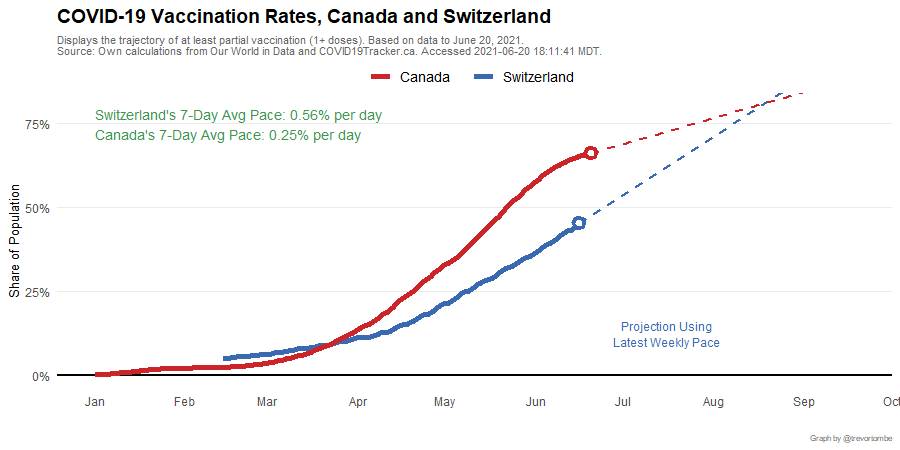 COVID-19 Vaccination Rates, Canada and Switzerland
Displays the trajectory of at least partial vaccination (1+ doses). Based on data to June 20, 2021.
Source: Own calculations from Our World in Data and COVID19Tracker.ca. Accessed 2021-06-20 18:11:41 MDT.
Canada Switzerland
Switzerland's 7-Day Avg Pace: 0.56% per day
Canada's 7-Day Avg Pace: 0.25% per day
75%
50%
25%
0%
Share of Population
Projection Using
Latest Weekly Pace
Jan Feb Mar Apr May Jun Jul Aug Sep Oct
Graph by @trevortombe